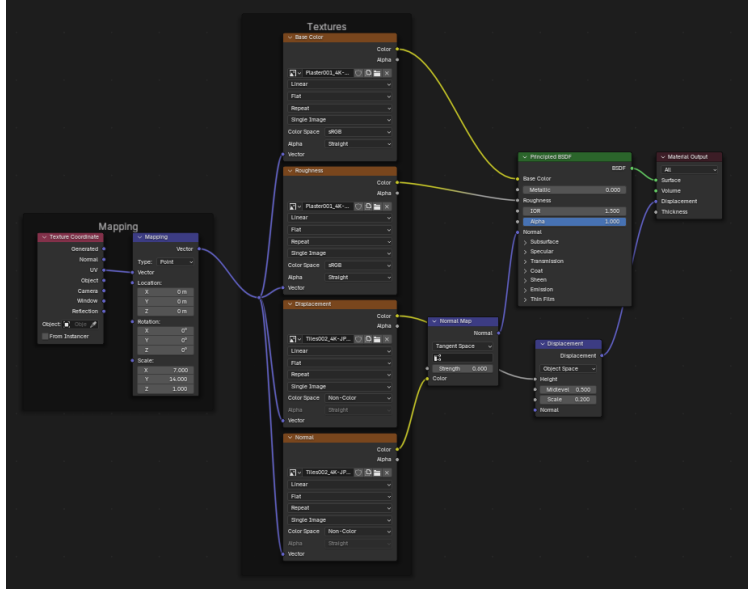 Mapping
Texture Coordinate
Generated
Normal
UV
Object
Camera
Window
Reflection
Object:
From Instancer
Mapping
Vector
Type: Point
Vector
Location:
X 0 m
Y 0 m
Z 0 m
Rotation:
X 0°
Y 0°
Z 0°
Scale:
X 7.000
Y 14.000
Z 1.000
Textures
Base Color
Color
Alpha
Plaster001_4K-...
Linear
Flat
Repeat
Single Image
Color Space sRGB
Alpha Straight
Vector
Roughness
Color
Alpha
Plaster001_4K-...
Linear
Flat
Repeat
Single Image
Color Space sRGB
Alpha Straight
Vector
Displacement
Color
Alpha
Tiles002_4K-JP...
Linear
Flat
Repeat
Single Image
Color Space Non-Color
Alpha Straight
Vector
Normal
Color
Alpha
Tiles002_4K-JP...
Linear
Flat
Repeat
Single Image
Color Space Non-Color
Alpha Straight
Vector
Normal Map
Normal
Tangent Space
Strength 0.600
Color
Principled BSDF
BSDF
Base Color
Metallic 0.000
Roughness
IOR 1.500
Alpha 1.000
Normal
Subsurface
Specular
Transmission
Coat
Sheen
Emission
Thin Film
Displacement
Displacement
Object Space
Height
Midlevel 0.500
Scale 0.200
Normal
Material Output
All
Surface
Volume
Displacement
Thickness